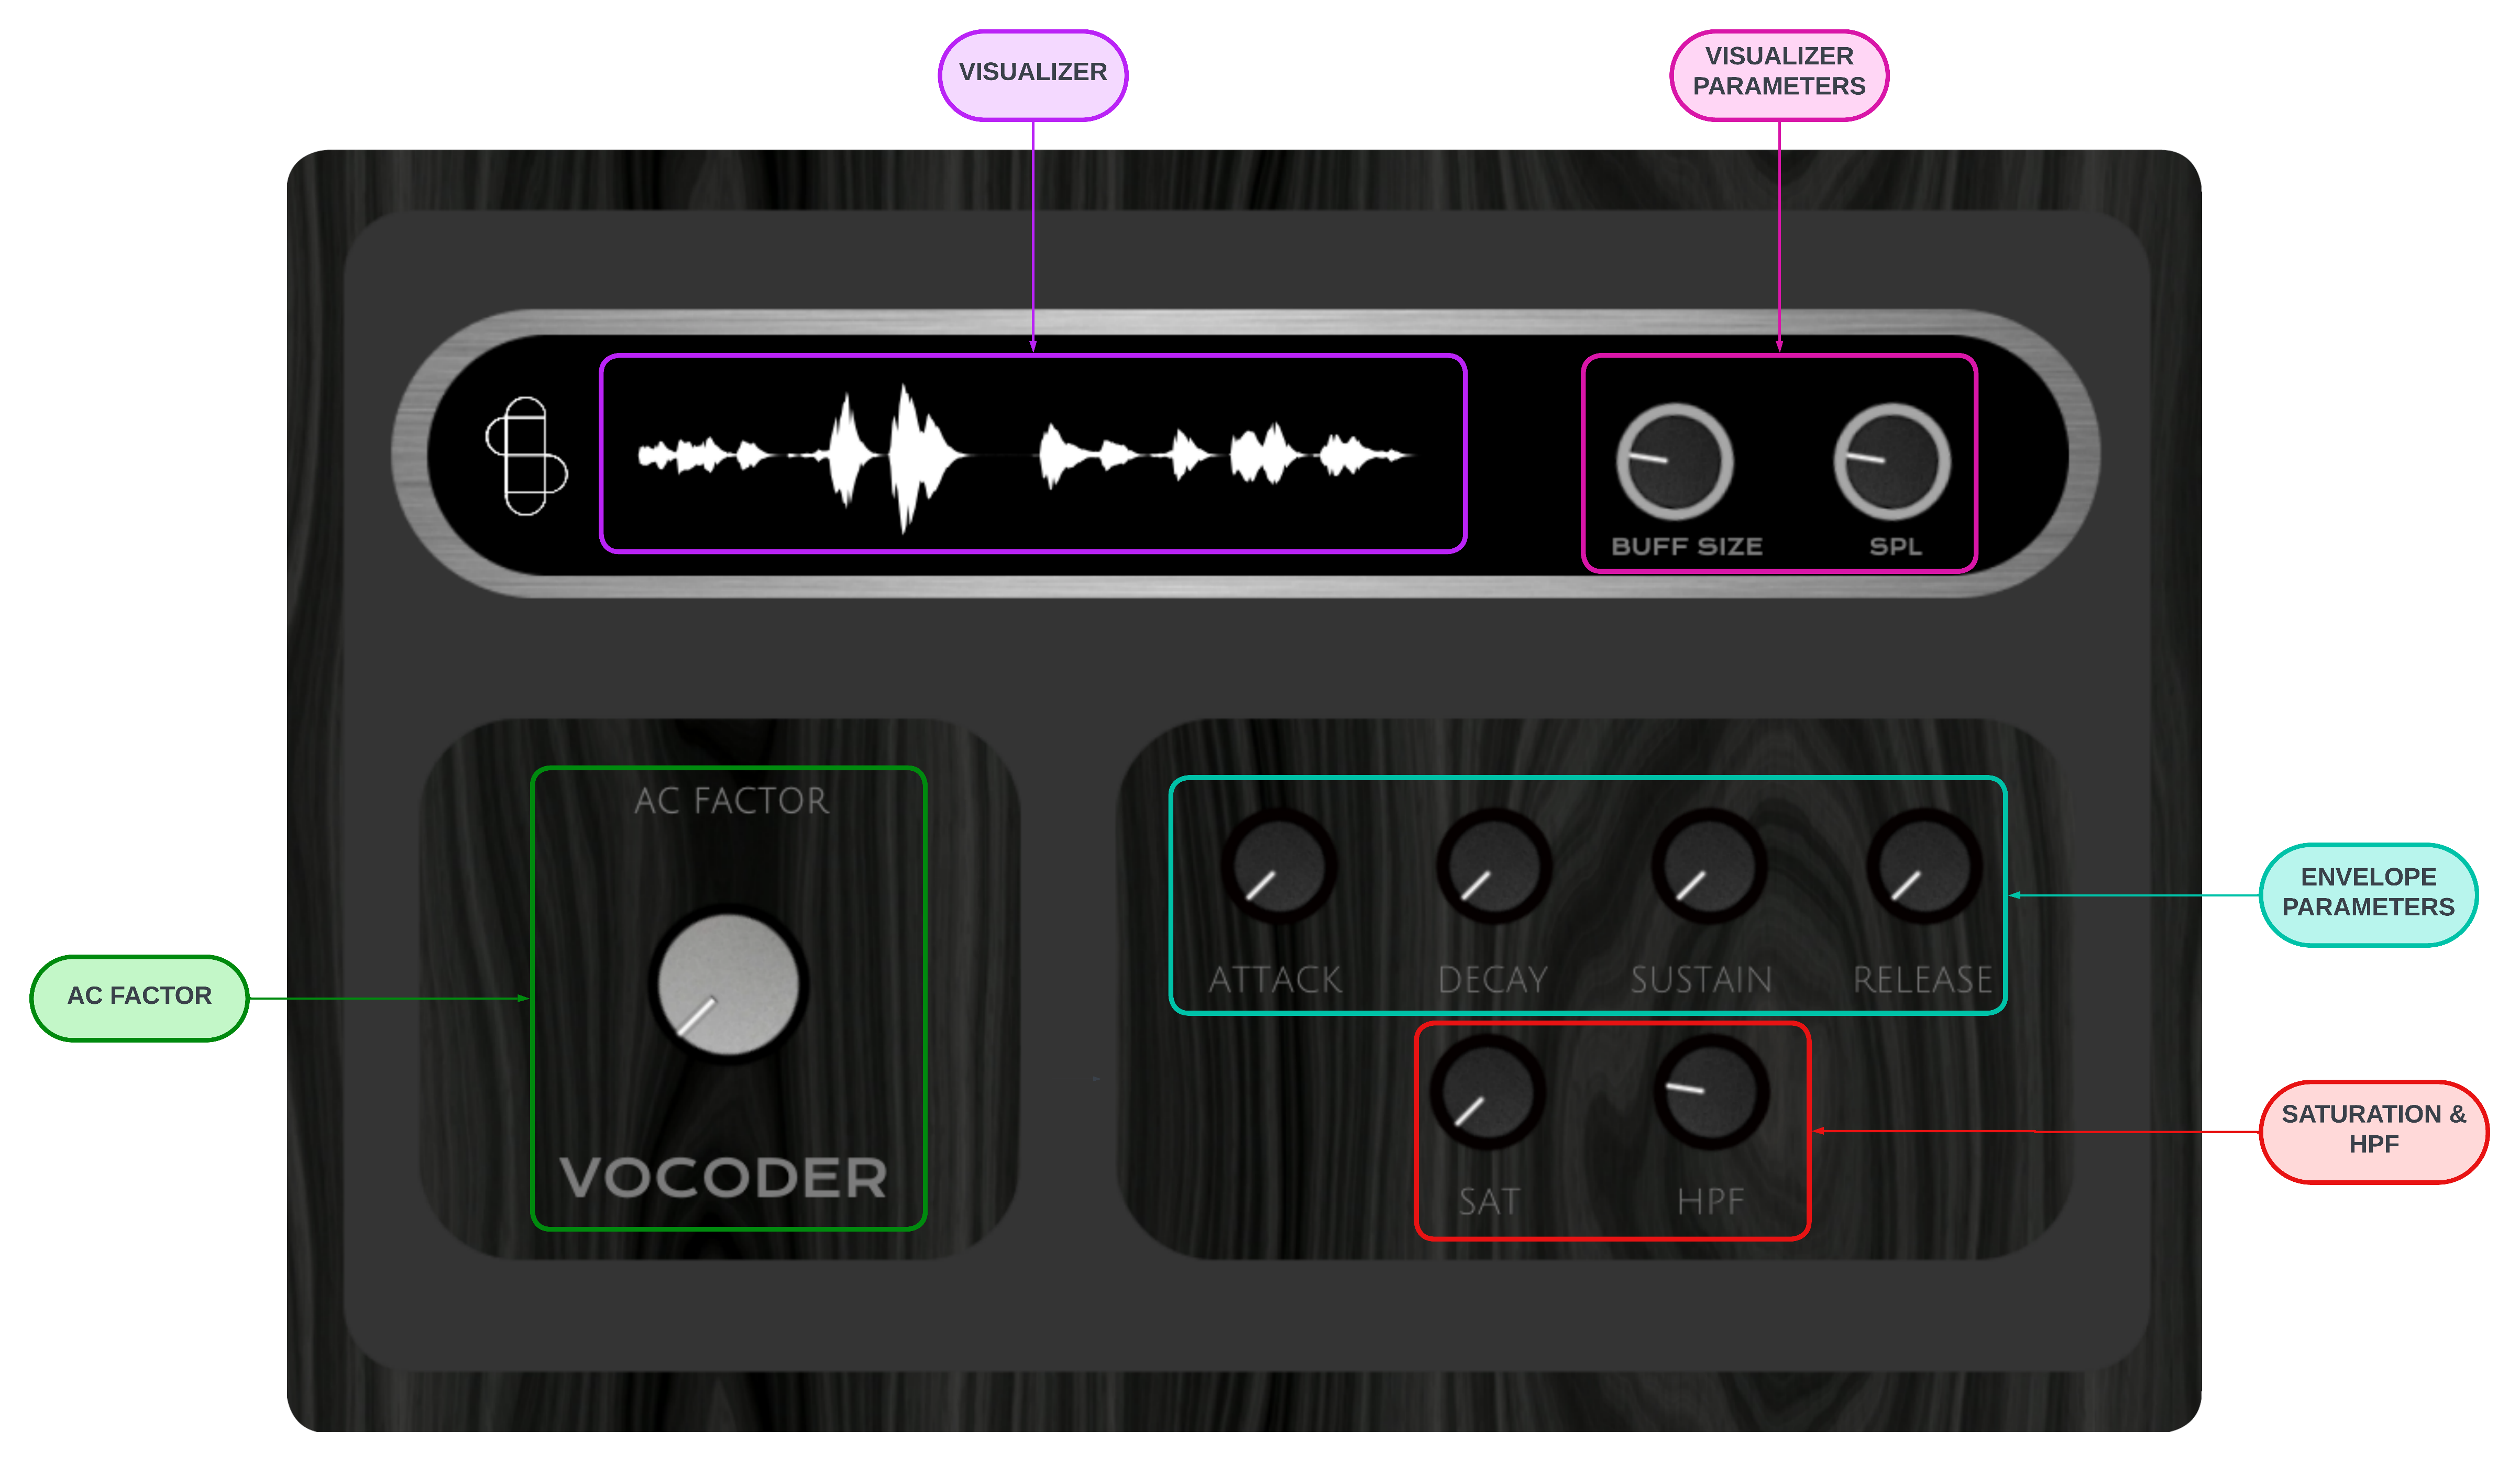 VISUALIZER
VISUALIZER
PARAMETERS
BUFF SIZE
SPL
AC FACTOR
VOCODER
ATTACK
DECAY
SUSTAIN
RELEASE
SAT
HPF
AC FACTOR
ENVELOPE
PARAMETERS
SATURATION &
HPF